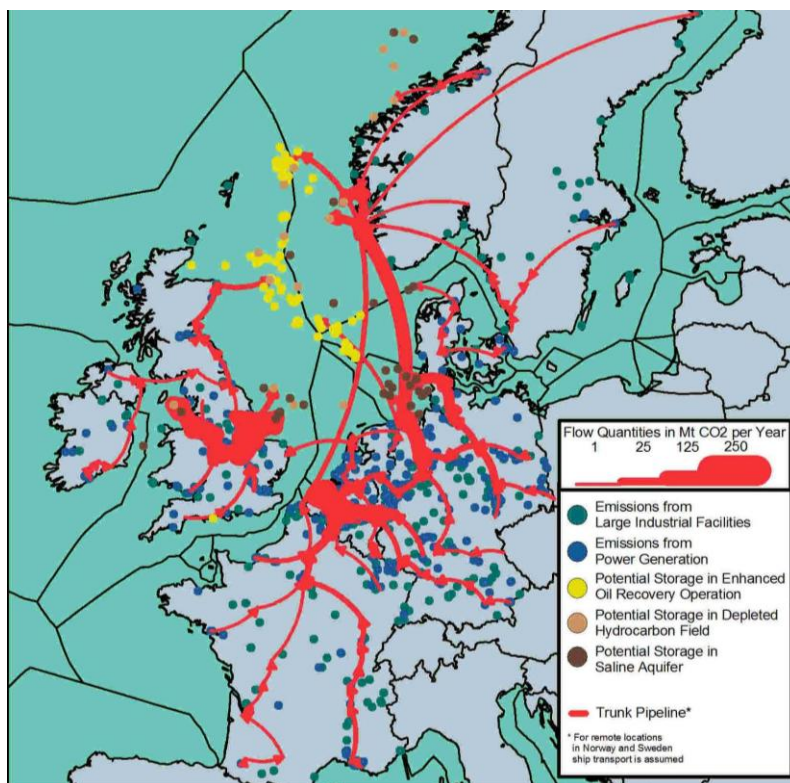 Flow Quantities in Mt CO2 per Year
1 25 125 250
Emissions from
Large Industrial Facilities
Emissions from
Power Generation
Potential Storage in Enhanced
Oil Recovery Operation
Potential Storage in Depleted
Hydrocarbon Field
Potential Storage in
Saline Aquifer
Trunk Pipeline*
* For remote locations
in Norway and Sweden
ship transport is assumed